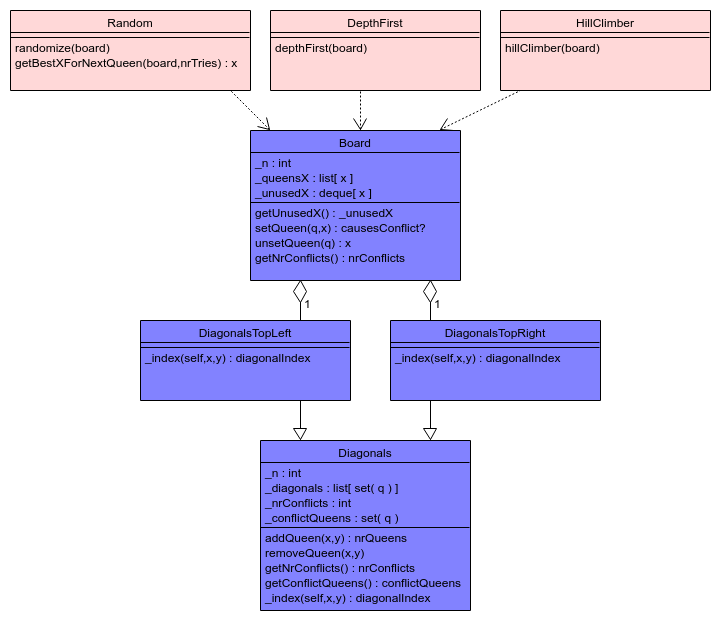 Random
randomize(board)
getBestXForNextQueen(board,nrTries) : x
DepthFirst
depthFirst(board)
HillClimber
hillClimber(board)
Board
_n : int
_queensX : list[ x ]
_unusedX : deque[ x ]
getUnusedX() : _unusedX
setQueen(q,x) : causesConflict?
unsetQueen(q) : x
getNrConflicts() : nrConflicts
1
1
DiagonalsTopLeft
_index(self,x,y) : diagonalIndex
DiagonalsTopRight
_index(self,x,y) : diagonalIndex
Diagonals
_n : int
_diagonals : list[ set( q ) ]
_nrConflicts : int
_conflictQueens : set( q )
addQueen(x,y) : nrQueens
removeQueen(x,y)
getNrConflicts() : nrConflicts
getConflictQueens() : conflictQueens
_index(self,x,y) : diagonalIndex